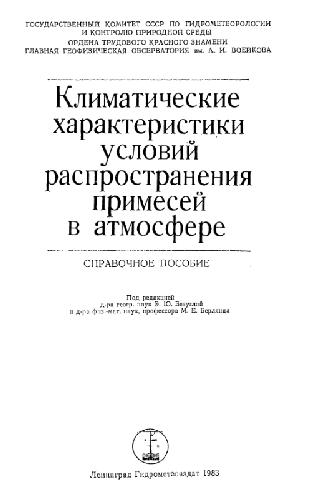 ГОСУДАРСТВЕННЫЙ КОМИТЕТ СССР ПО ГИДРОМЕТЕОРОЛОГИИ
И КОНТРОЛЮ ПРИРОДНОЙ СРЕДЫ
ОРДЕНА ТРУДОВОГО КРАСНОГО ЗНАМЕНИ
ГЛАВНАЯ ГЕОФИЗИЧЕСКАЯ ОБСЕРВАТОРИЯ им. А. И. ВОЕЙКОВА
Климатические
характеристики
условий
распространения
примесей
в атмосфере
СПРАВОЧНОЕ ПОСОБИЕ
Под редакцией
д-ра геогр. наук Э. Ю. Безуглой
и д-ра физ.-мат. наук, профессора М. Е. Берлянда
Ленинград Гидрометеоиздат 1983